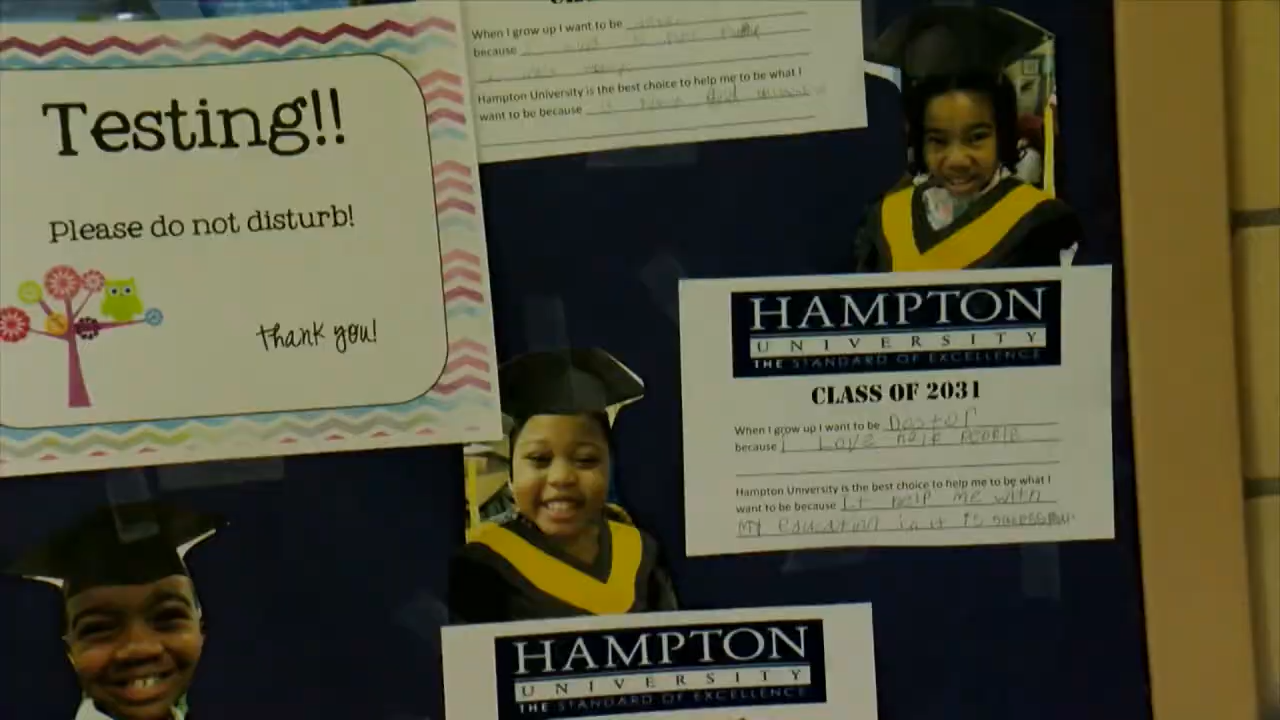 Testing!!
Please do not disturb!
thank you!
When I grow up I want to be
because
Hampton University is the best choice to help me to be what I
want to be because
HAMPTON
UNIVERSITY
THE STANDARD OF EXCELLENCE
CLASS OF 2031
When I grow up I want to be Doctor
because I Love help people
Hampton University is the best choice to help me to be what I
want to be because It help me with
my education
HAMPTON
UNIVERSITY
THE STANDARD OF EXCELLENCE